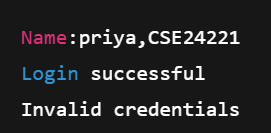 Name:priya,CSE24221
Login successful
Invalid credentials